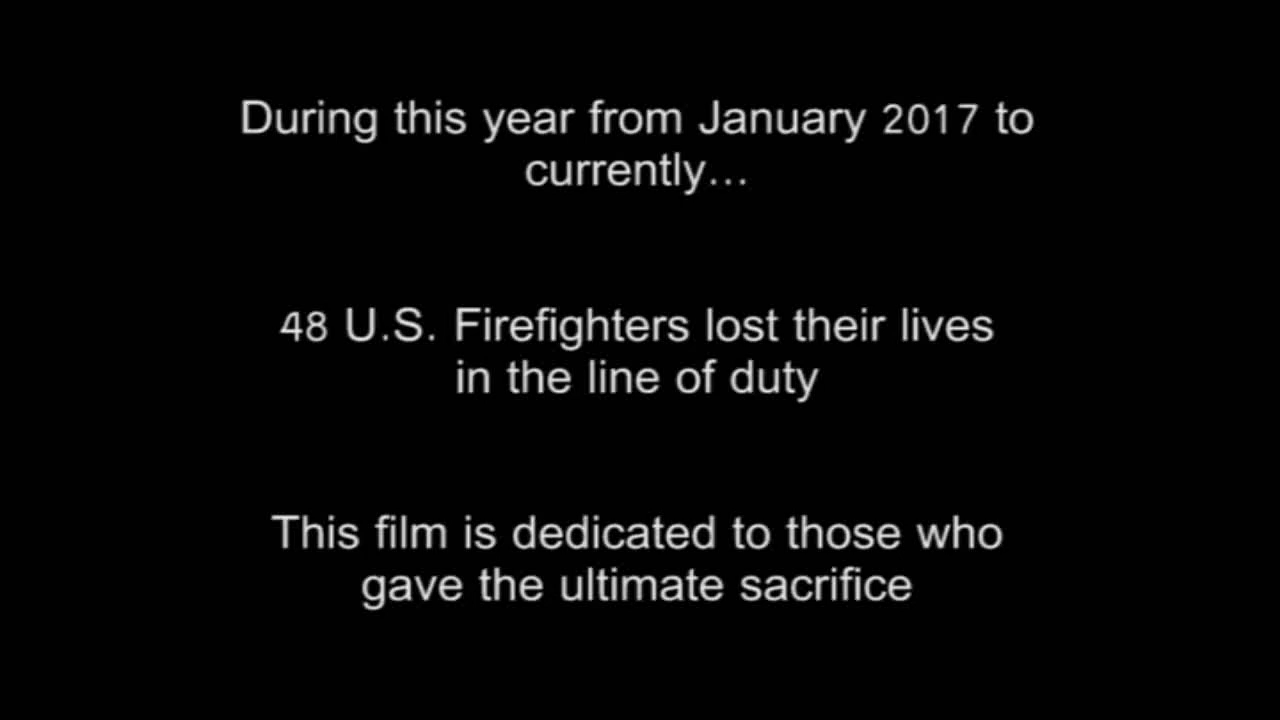 During this year from January 2017 to
currently...
48 U.S. Firefighters lost their lives
in the line of duty
This film is dedicated to those who
gave the ultimate sacrifice